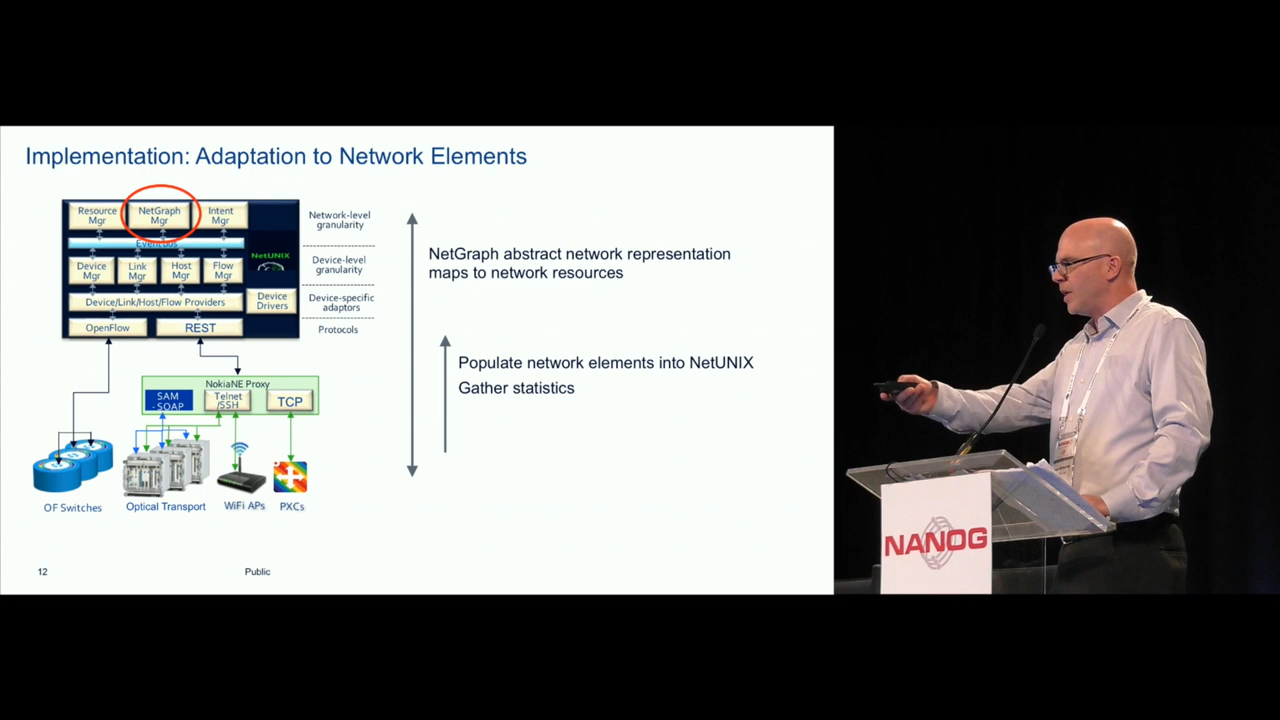 Implementation: Adaptation to Network Elements
Resource
Mgr
NetGraph
Mgr
Intent
Mgr
Network-level
granularity
Event Bus
NetUNIX
Device
Mgr
Link
Mgr
Host
Mgr
Flow
Mgr
Device-level
granularity
Device/Link/Host/Flow Providers
Device
Drivers
Device-specific
adaptors
OpenFlow
REST
Protocols
NetGraph abstract network representation
maps to network resources
Populate network elements into NetUNIX
Gather statistics
NokiaNE Proxy
SAM
- SOAP
Telnet
/SSH
TCP
OF Switches
Optical Transport
WiFi APs
PXCs
12
Public
NANOG